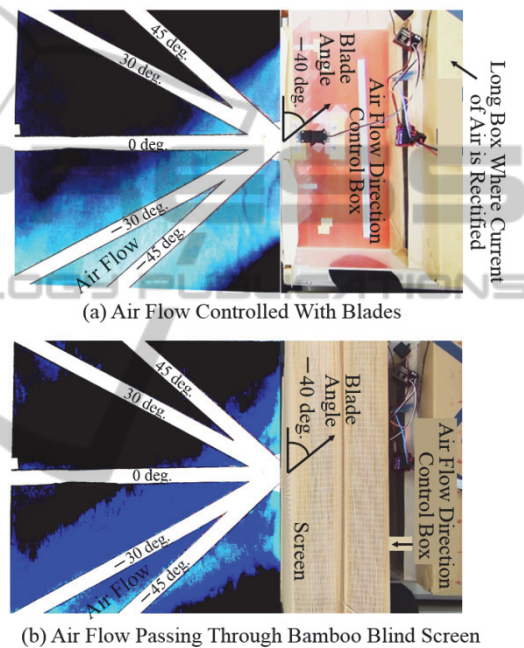 45 deg.
30 deg.
0 deg.
−30 deg.
−45 deg.
Air Flow
−40 deg.
Blade
Angle
Air Flow Direction
Control Box
Long Box Where Current
of Air is Rectified
(a) Air Flow Controlled With Blades
45 deg.
30 deg.
0 deg.
−30 deg.
−45 deg.
Air Flow
−40 deg.
Blade
Angle
Screen
Air Flow Direction
Control Box
(b) Air Flow Passing Through Bamboo Blind Screen